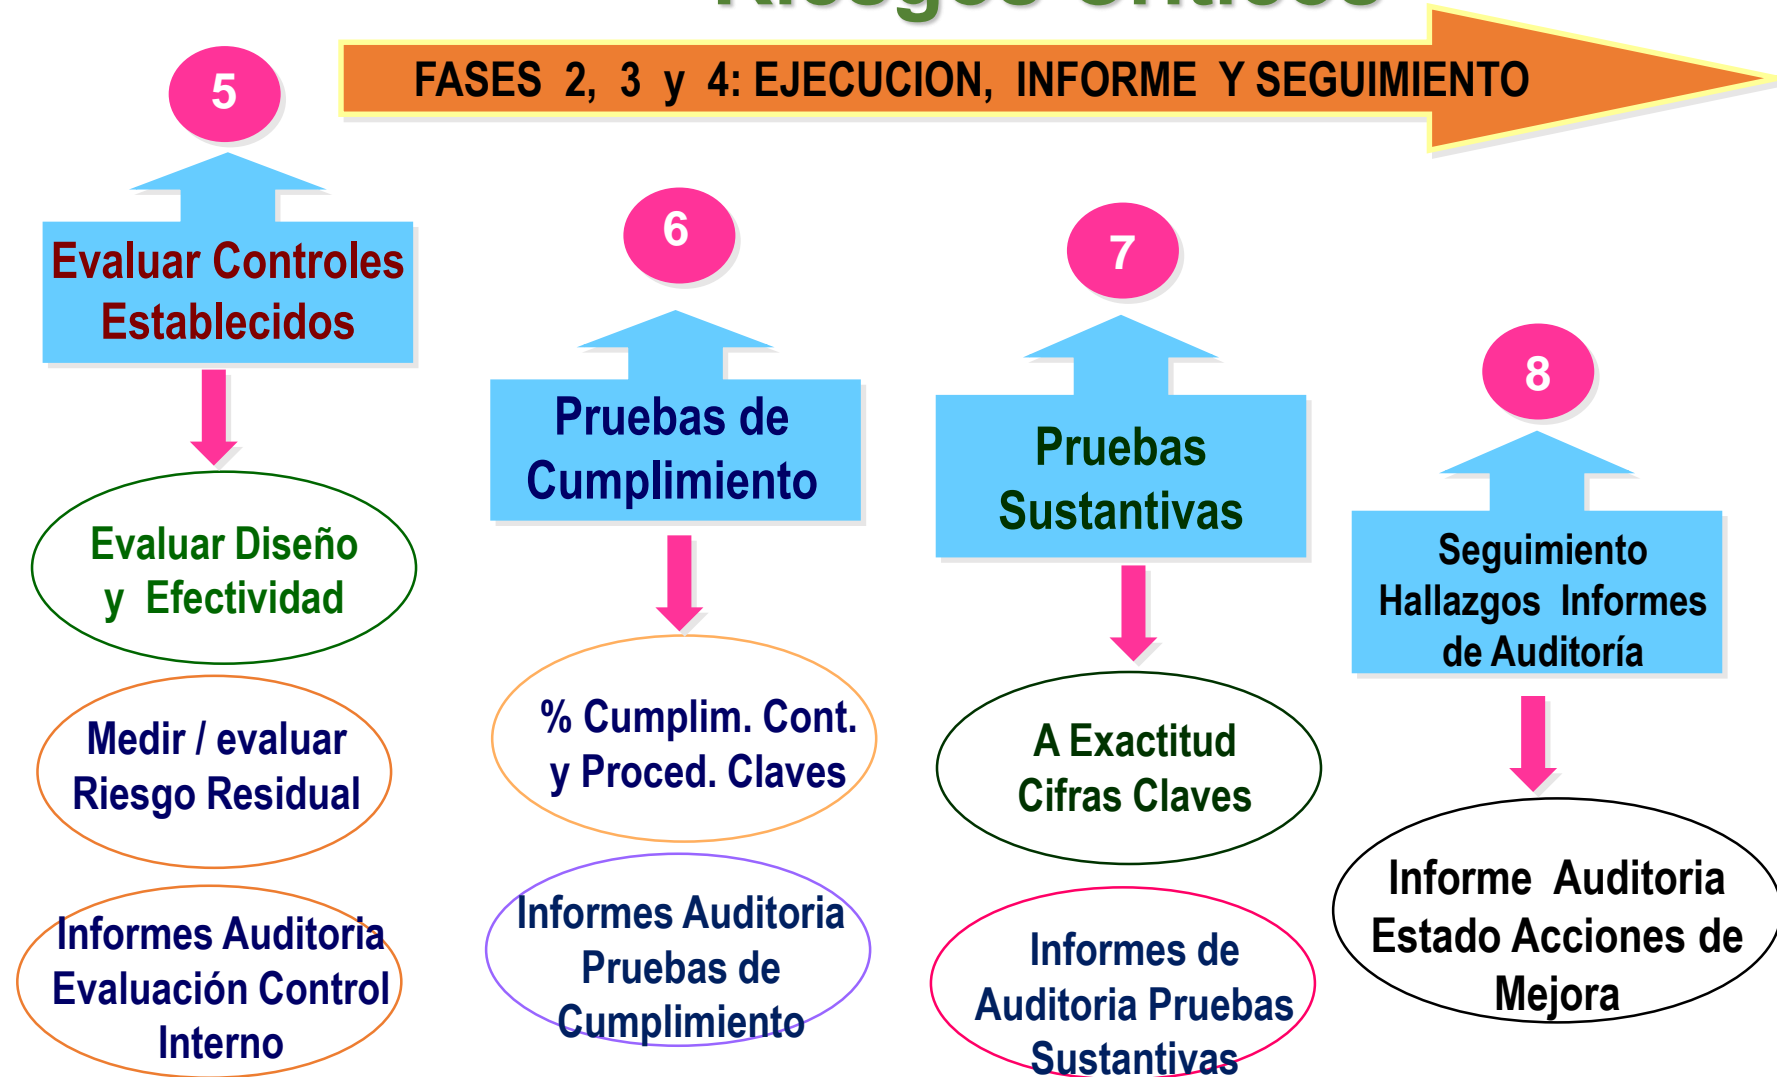 Riesgos Críticos
FASES 2, 3 y 4: EJECUCION, INFORME Y SEGUIMIENTO
5
Evaluar Controles
Establecidos
Evaluar Diseño
y Efectividad
Medir / evaluar
Riesgo Residual
Informes Auditoria
Evaluación Control
Interno
6
Pruebas de
Cumplimiento
% Cumplim. Cont.
y Proced. Claves
Informes Auditoria
Pruebas de
Cumplimiento
7
Pruebas
Sustantivas
A Exactitud
Cifras Claves
Informes de
Auditoria Pruebas
Sustantivas
8
Seguimiento
Hallazgos Informes
de Auditoría
Informe Auditoria
Estado Acciones de
Mejora